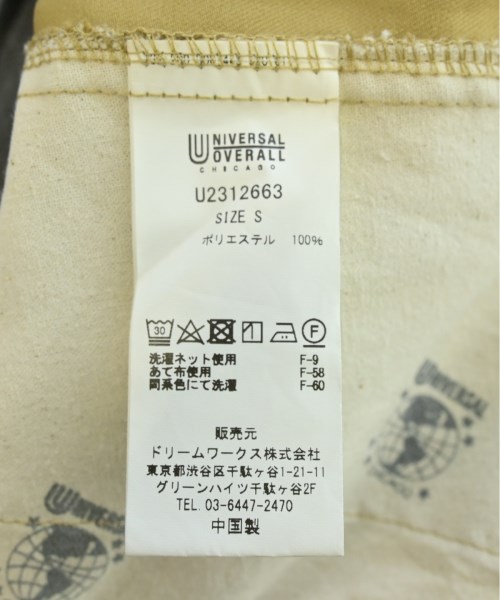 UNIVERSAL
OVERALL
CHICAGO
U2312663
SIZE S
ポリエステル 100%
30
F
洗濯ネット使用 F-9
あて布使用 F-58
同系色にて洗濯 F-60
販売元
ドリームワークス株式会社
東京都渋谷区千駄ヶ谷1-21-11
グリーンハイツ千駄ヶ谷2F
TEL. 03-6447-2470
中国製
UNIVERSAL
CHICAGO
UNIVERSAL